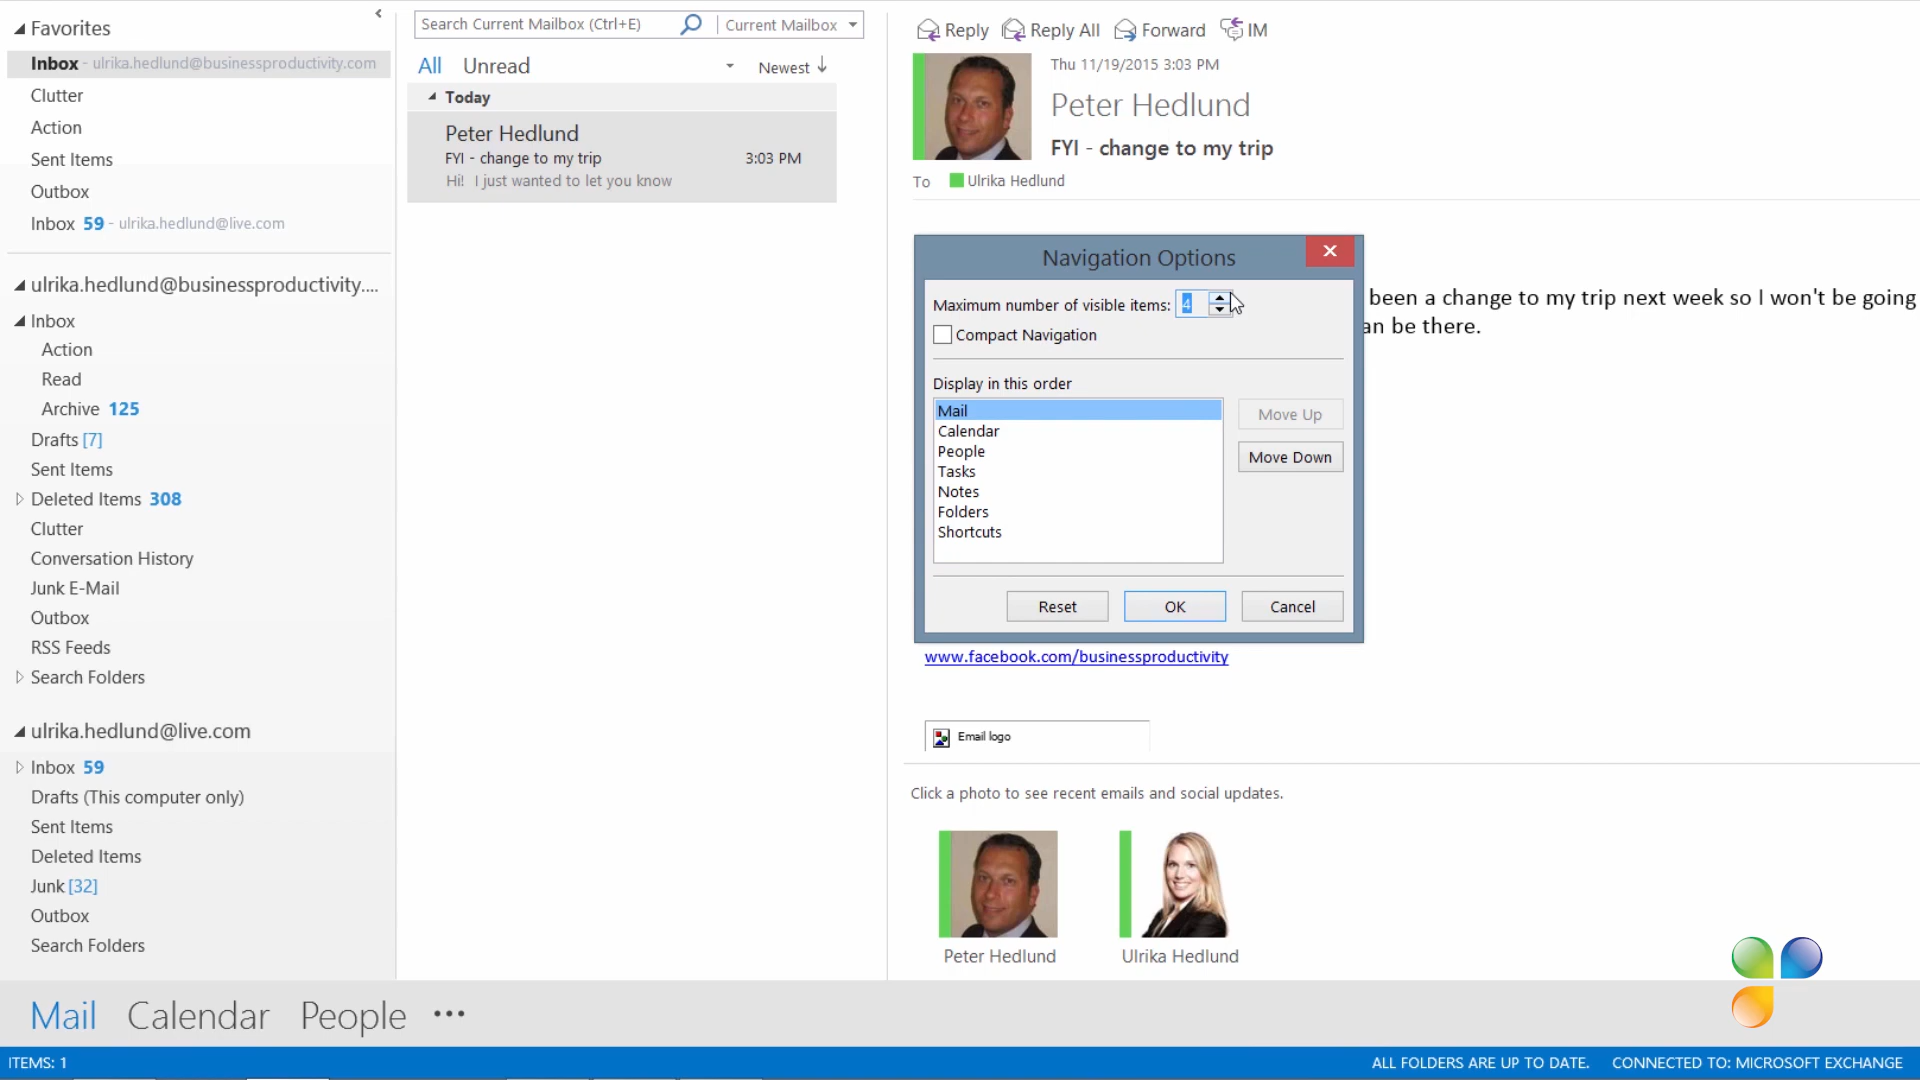 Favorites
Inbox - ulrika.hedlund@businessproductivity.com
Clutter
Action
Sent Items
Outbox
Inbox 59 - ulrika.hedlund@live.com
ulrika.hedlund@businessproductivity....
Inbox
Action
Read
Archive 125
Drafts [7]
Sent Items
Deleted Items 308
Clutter
Conversation History
Junk E-Mail
Outbox
RSS Feeds
Search Folders
ulrika.hedlund@live.com
Inbox 59
Drafts (This computer only)
Sent Items
Deleted Items
Junk [32]
Outbox
Search Folders
Search Current Mailbox (Ctrl+E) Current Mailbox
All Unread Newest
Today
Peter Hedlund
FYI - change to my trip 3:03 PM
Hi! I just wanted to let you know
Reply Reply All Forward IM
Thu 11/19/2015 3:03 PM
Peter Hedlund
FYI - change to my trip
To Ulrika Hedlund
been a change to my trip next week so I won't be going
an be there.
Navigation Options
Maximum number of visible items: 4
Compact Navigation
Display in this order
Mail
Calendar
People
Tasks
Notes
Folders
Shortcuts
Move Up
Move Down
Reset OK Cancel
www.facebook.com/businessproductivity
Email logo
Click a photo to see recent emails and social updates.
Peter Hedlund Ulrika Hedlund
Mail Calendar People •••
ITEMS: 1 ALL FOLDERS ARE UP TO DATE. CONNECTED TO: MICROSOFT EXCHANGE